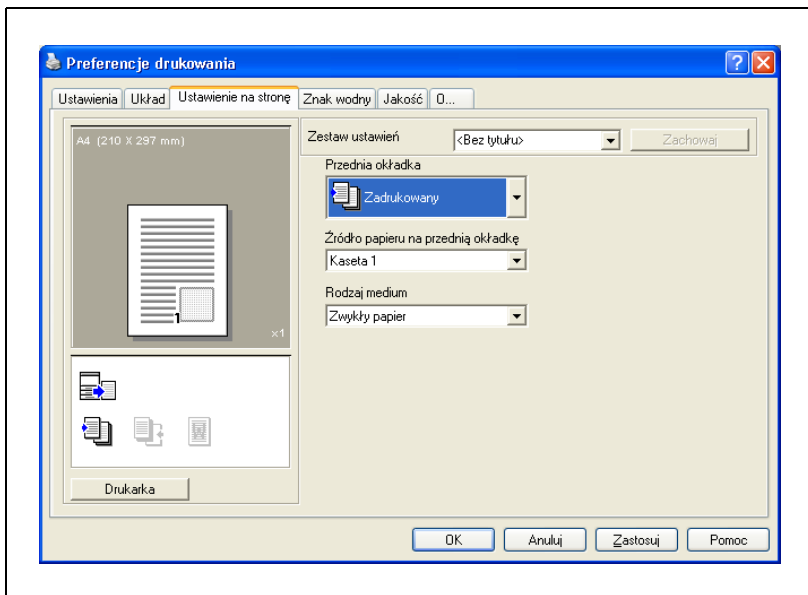 Preferencje drukowania
Ustawienia Układ Ustawienie na stronę Znak wodny Jakość O...
A4 (210 X 297 mm)
1
x1
Drukarka
Zestaw ustawień <Bez tytułu> Zachowaj
Przednia okładka
Zadrukowany
Źródło papieru na przednią okładkę
Kaseta 1
Rodzaj medium
Zwykły papier
OK Anuluj Zastosuj Pomoc